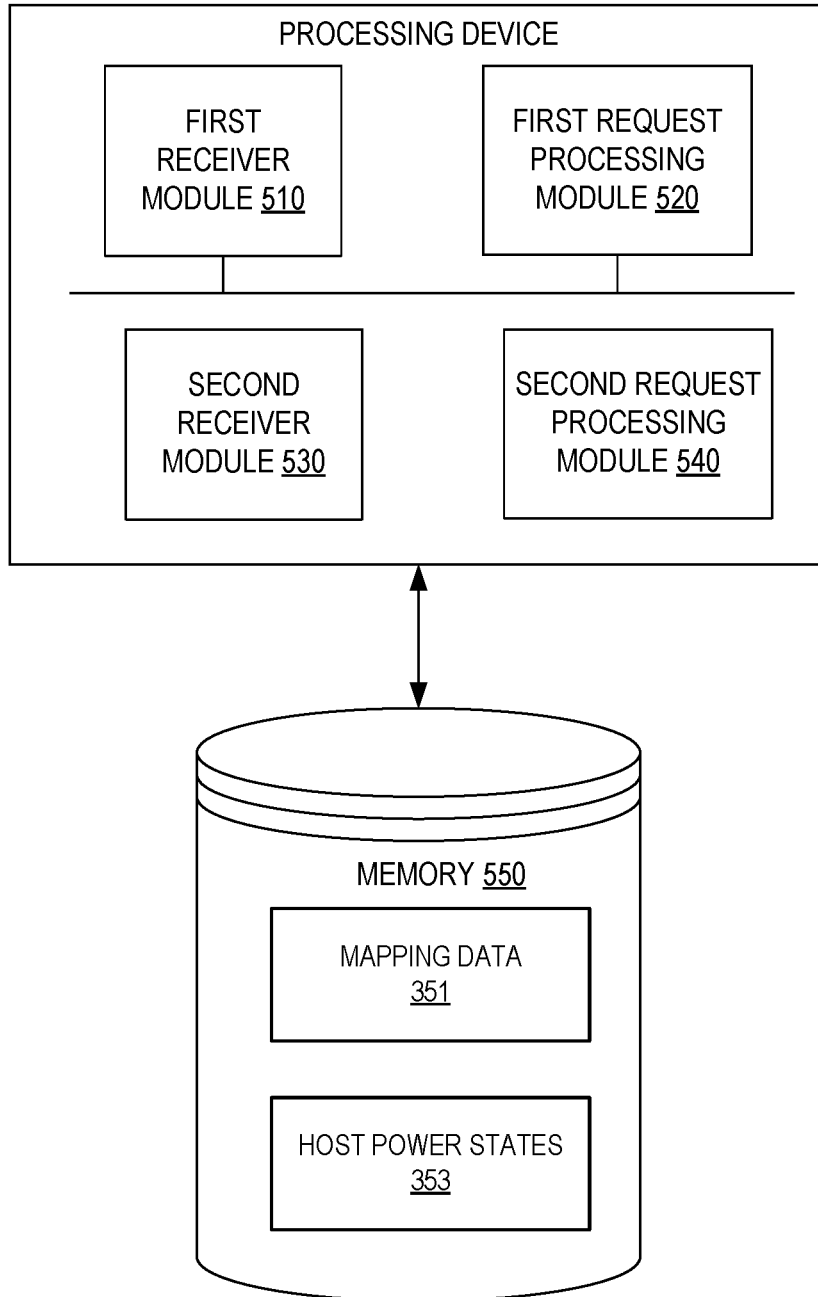 PROCESSING DEVICE
FIRST
RECEIVER
MODULE 510
FIRST REQUEST
PROCESSING
MODULE 520
SECOND
RECEIVER
MODULE 530
SECOND REQUEST
PROCESSING
MODULE 540
MEMORY 550
MAPPING DATA
351
HOST POWER STATES
353